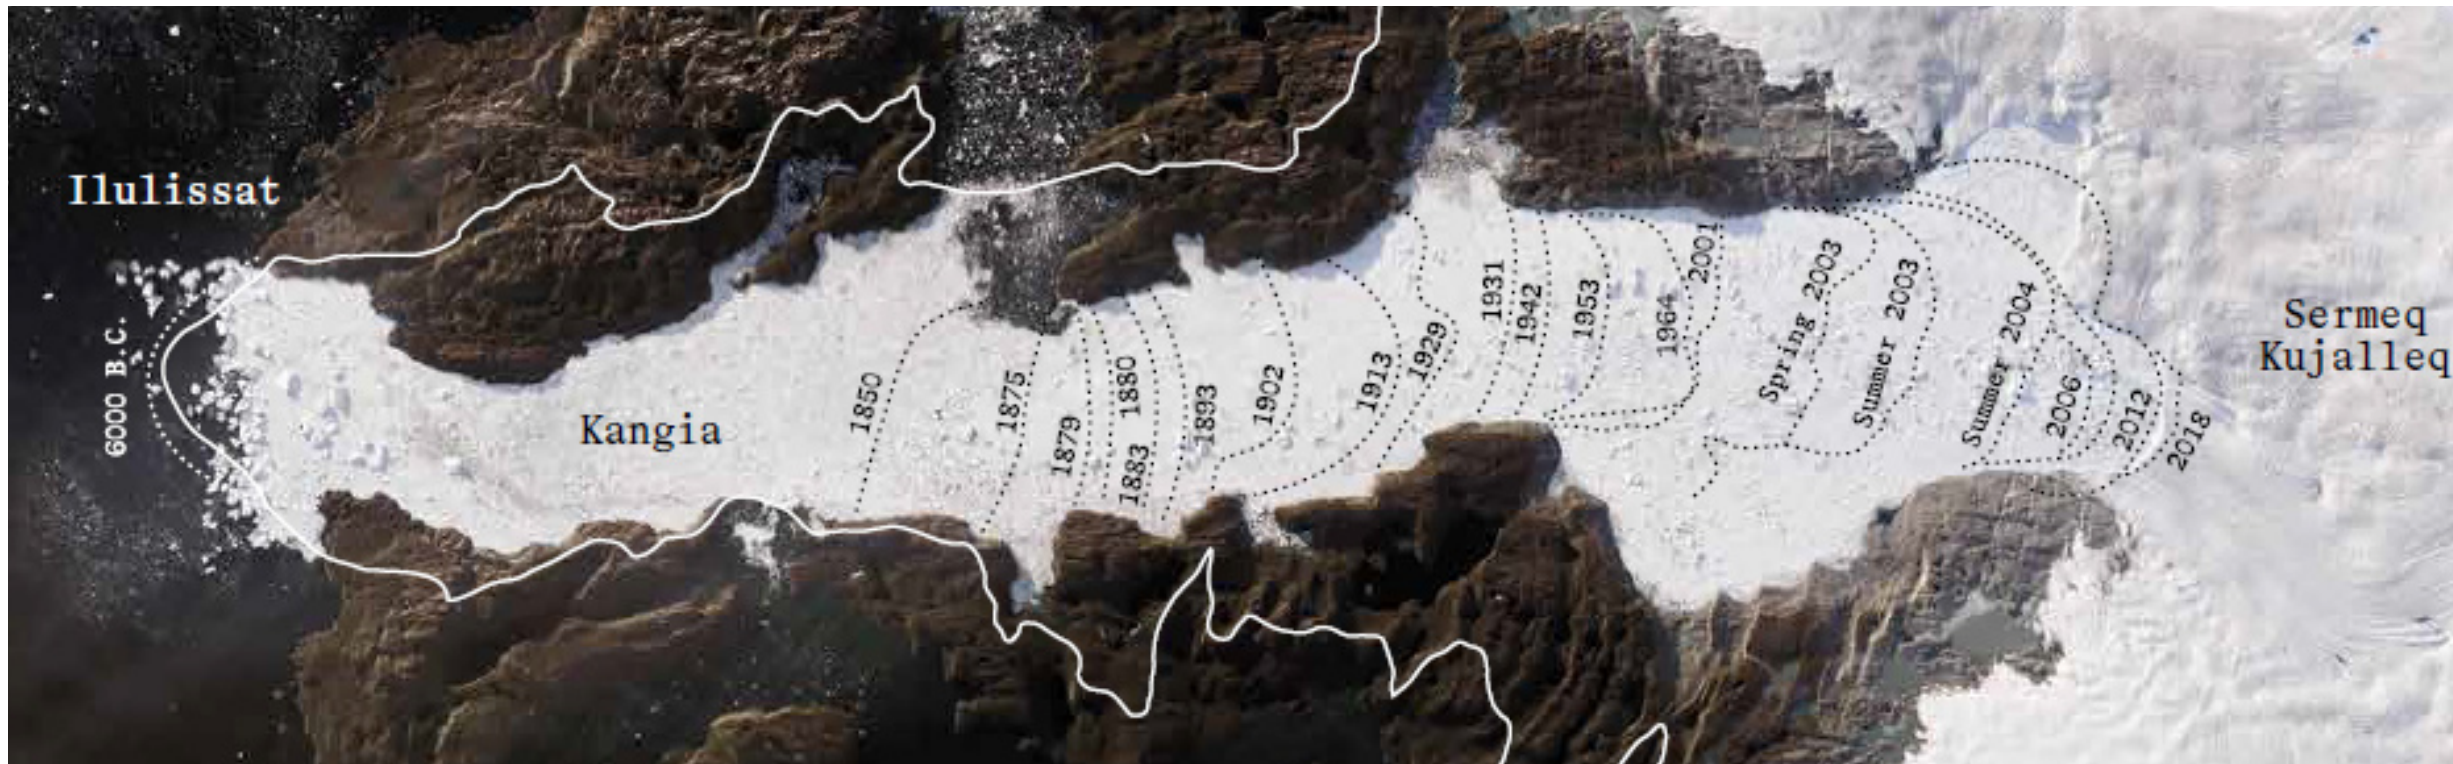 Ilulissat
6000 B.C.
Kangia
1850
1875
1879
1880
1883
1893
1902
1913
1929
1931
1942
1953
1964
2001
Spring 2003
Summer 2003
Summer 2004
2006
2012
2018
Sermeq
Kujalleq